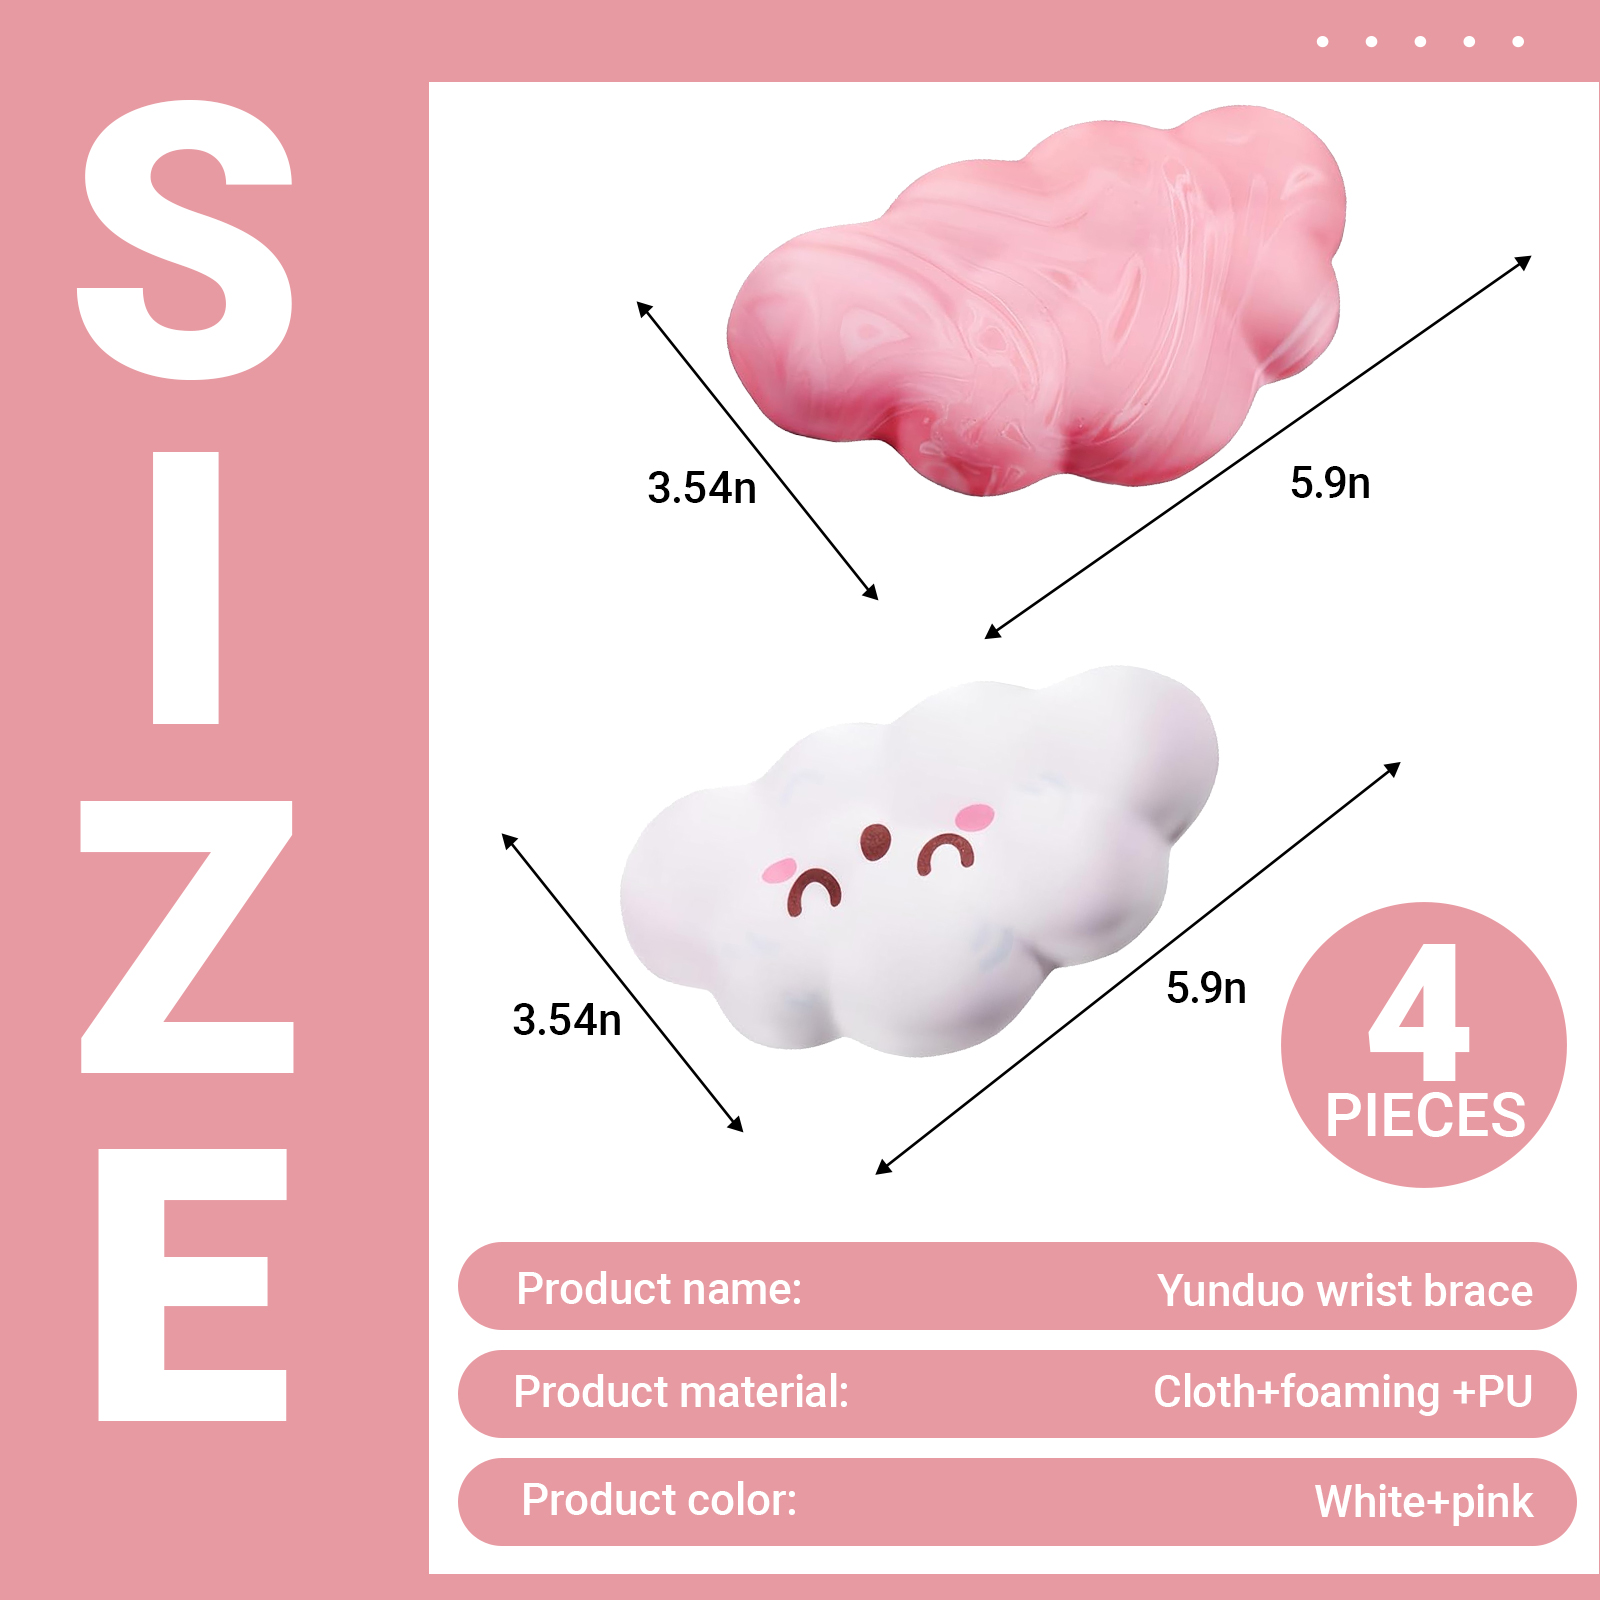 SIZE
3.54n
5.9n
3.54n
5.9n
4
PIECES
Product name: Yunduo wrist brace
Product material: Cloth+foaming +PU
Product color: White+pink